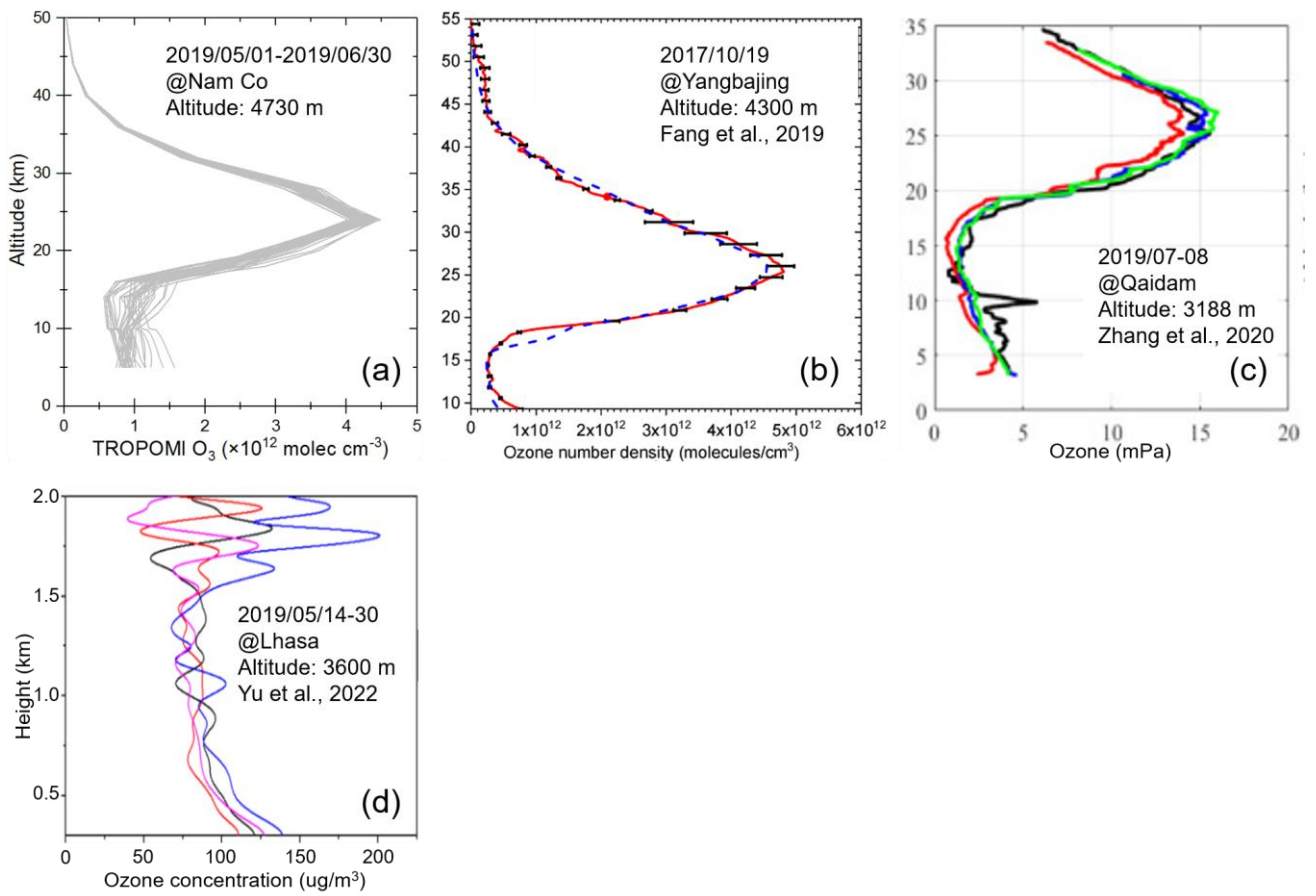 50
40
30
20
10
0
Altitude (km)
2019/05/01-2019/06/30
@Nam Co
Altitude: 4730 m
(a)
0 1 2 3 4 5 6
TROPOMI O₃ (×10¹² molec cm⁻³)
55
50
45
40
35
30
25
20
15
10
2017/10/19
@Yangbajing
Altitude: 4300 m
Fang et al., 2019
(b)
0 1x10¹² 2x10¹² 3x10¹² 4x10¹² 5x10¹² 6x10¹²
Ozone number density (molecules/cm³)
35
30
25
20
15
10
5
0
2019/07-08
@Qaidam
Altitude: 3188 m
Zhang et al., 2020
(c)
0 5 10 15 20
Ozone (mPa)
2.0
1.5
1.0
0.5
Height (km)
2019/05/14-30
@Lhasa
Altitude: 3600 m
Yu et al., 2022
(d)
0 50 100 150 200
Ozone concentration (ug/m³)